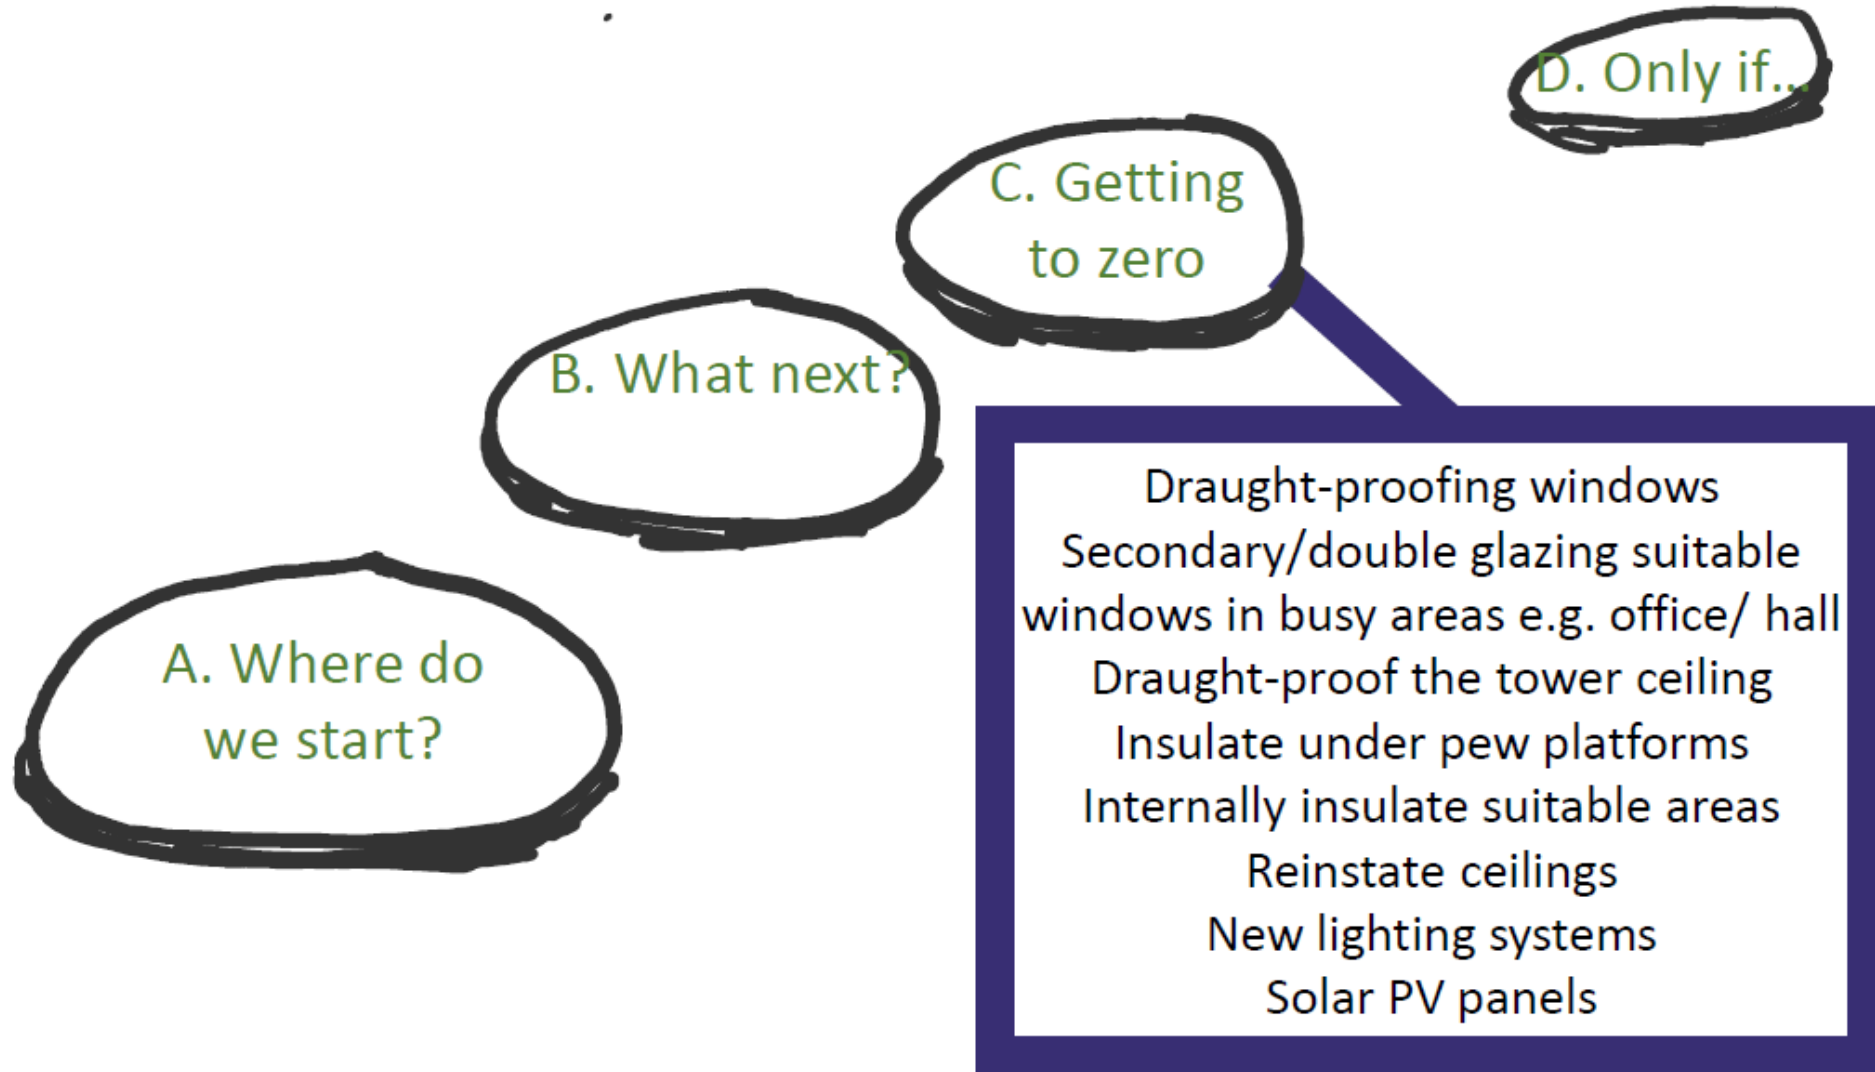 D. Only if...
C. Getting
to zero
B. What next?
A. Where do
we start?
Draught-proofing windows
Secondary/double glazing suitable
windows in busy areas e.g. office/ hall
Draught-proof the tower ceiling
Insulate under pew platforms
Internally insulate suitable areas
Reinstate ceilings
New lighting systems
Solar PV panels